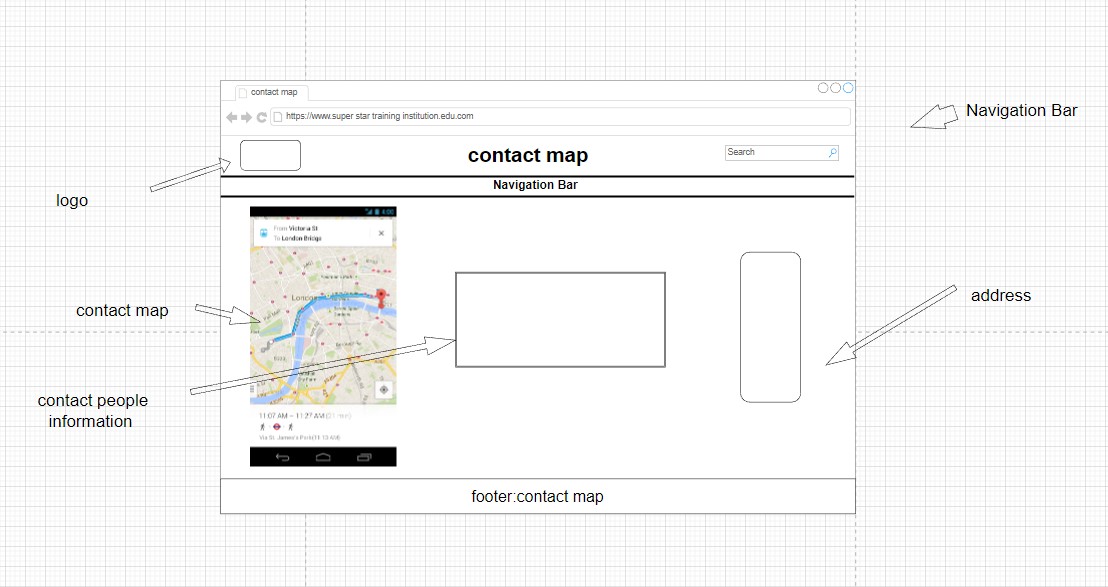 contact map
https://www.super star training institution.edu.com
Navigation Bar
contact map
Search
Navigation Bar
logo
4:00
From Victoria St
To London Bridge
London
contact map
address
contact people
information
11:07 AM – 11:27 AM (21 min)
Via St. James's Park(11:13 AM)
footer:contact map